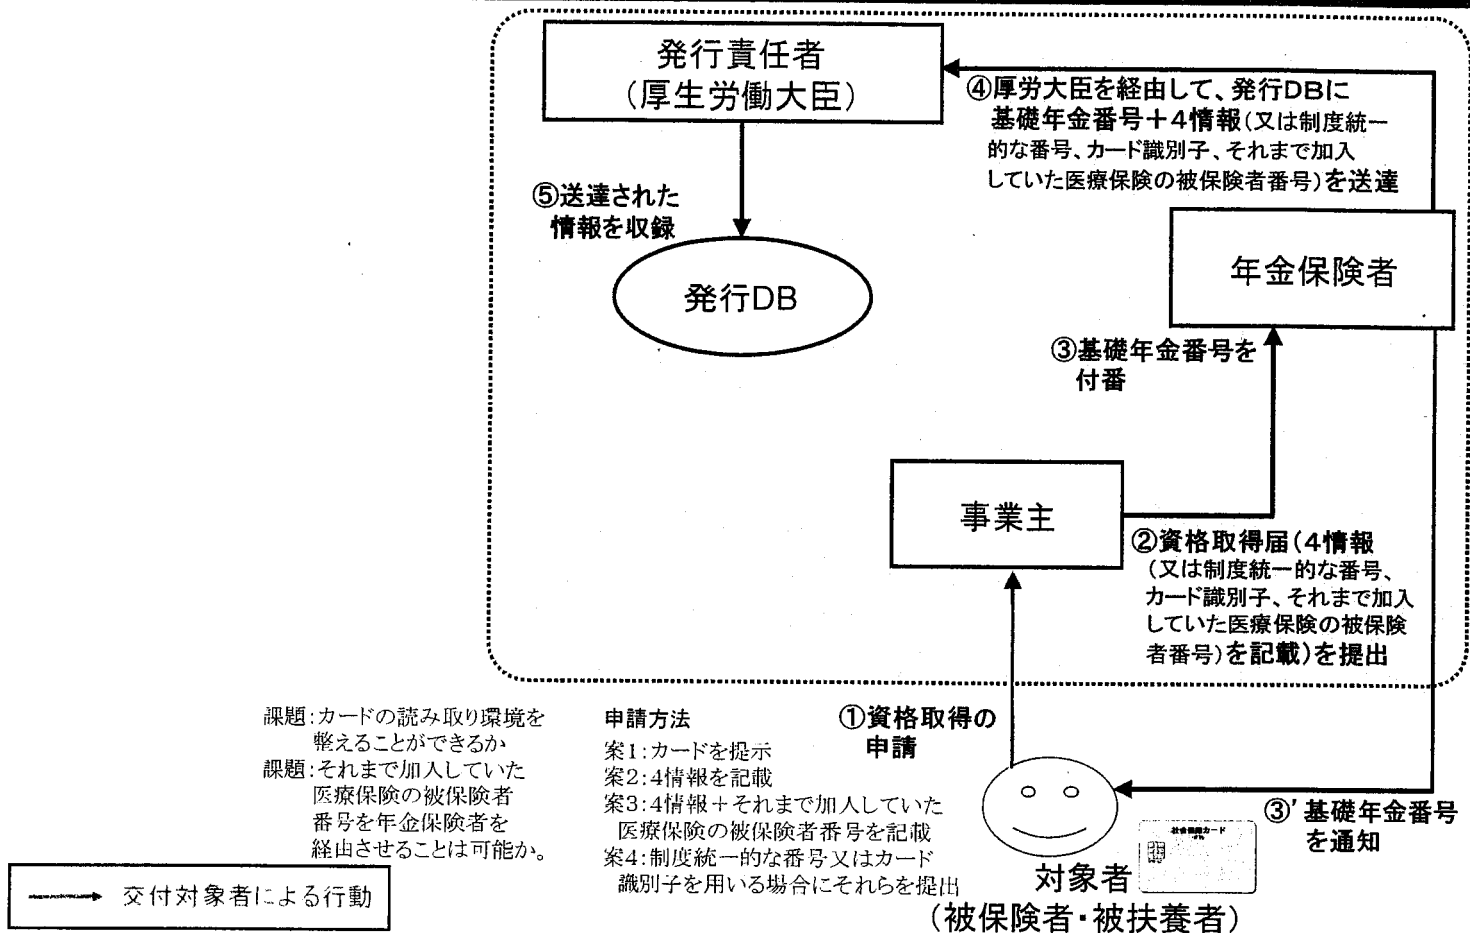 発行責任者
(厚生労働大臣)
④厚労大臣を経由して、発行DBに
基礎年金番号＋4情報(又は制度統一
的な番号、カード識別子、それまで加入
していた医療保険の被保険者番号)を送達
⑤送達された
情報を収録
発行DB
年金保険者
③基礎年金番号を
付番
事業主
②資格取得届(4情報
(又は制度統一的な番号、
カード識別子、それまで加入
していた医療保険の被保険
者番号)を記載)を提出
①資格取得の
申請
課題:カードの読み取り環境を
整えることができるか
課題:それまで加入していた
医療保険の被保険者
番号を年金保険者を
経由させることは可能か。
申請方法
案1:カードを提示
案2:4情報を記載
案3:4情報＋それまで加入していた
医療保険の被保険者番号を記載
案4:制度統一的な番号又はカード
識別子を用いる場合にそれらを提出
③'基礎年金番号
を通知
社会保障カード
対象者
(被保険者・被扶養者)
交付対象者による行動